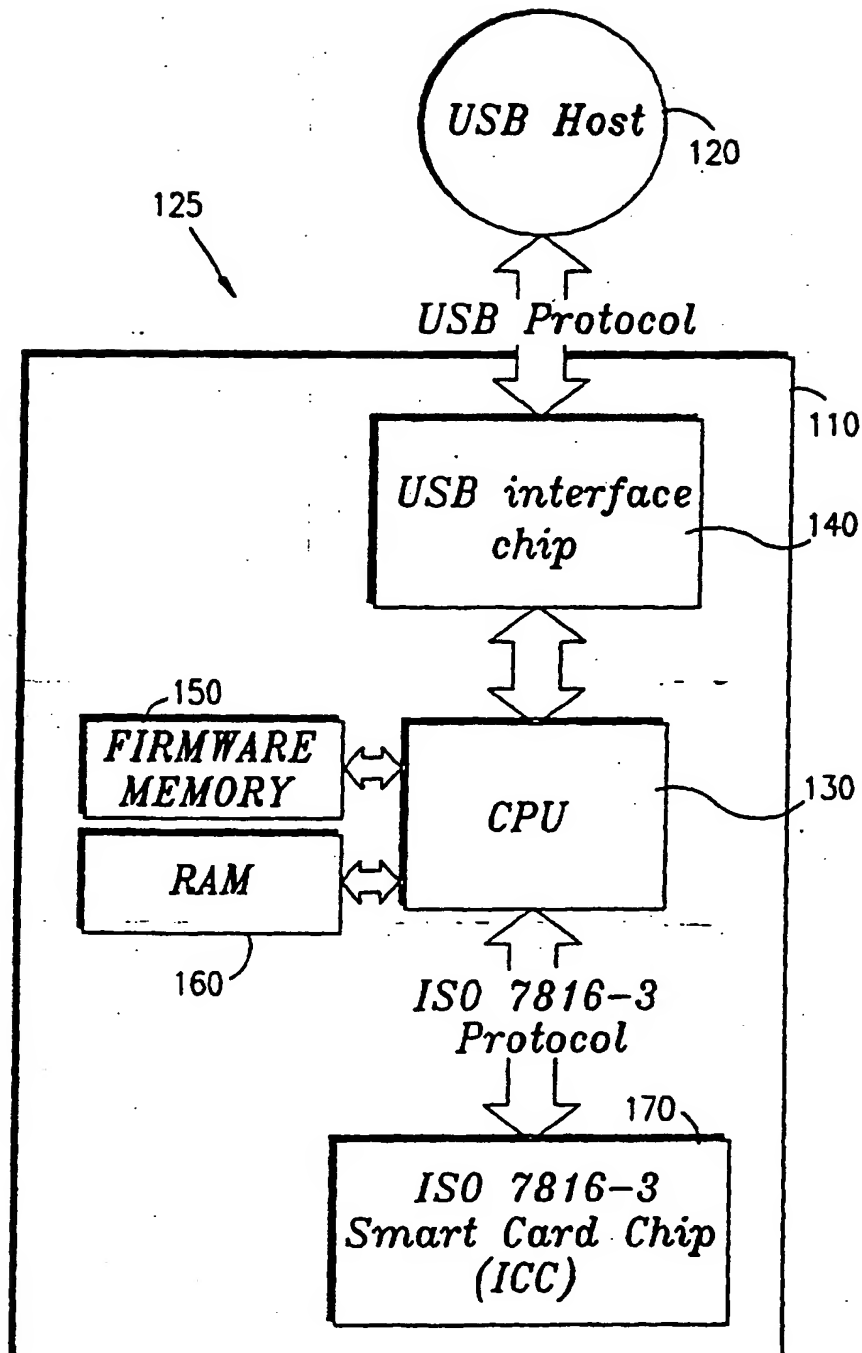 USB Host
120
125
USB Protocol
110
USB interface
chip
140
150
FIRMWARE
MEMORY
CPU
130
RAM
160
ISO 7816-3
Protocol
170
ISO 7816-3
Smart Card Chip
(ICC)